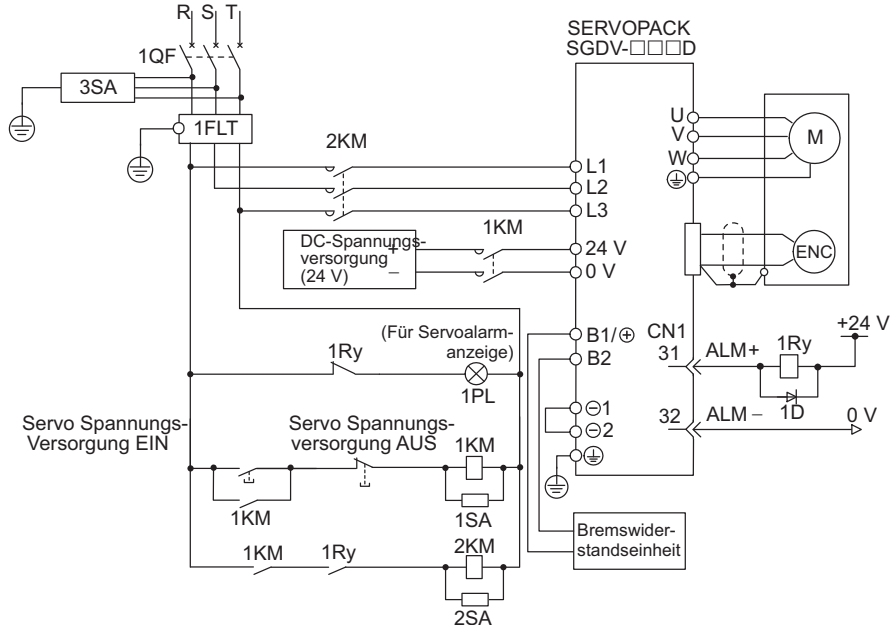 R S T
SERVOPACK
SGDV-□□□D
1QF
3SA
1FLT
2KM
U
V
W
M
L1
L2
L3
1KM
DC-Spannungs-
versorgung
(24 V)
+
−
24 V
0 V
ENC
(Für Servoalarm-
anzeige)
B1/⊕
B2
CN1
+24 V
1Ry
31
ALM+
1Ry
1PL
1D
⊖1
⊖2
32
ALM−
0 V
Servo Spannungs-
Versorgung EIN
Servo Spannungs-
versorgung AUS
1KM
1KM
1SA
1KM
1Ry
2KM
2SA
Bremswider-
standseinheit